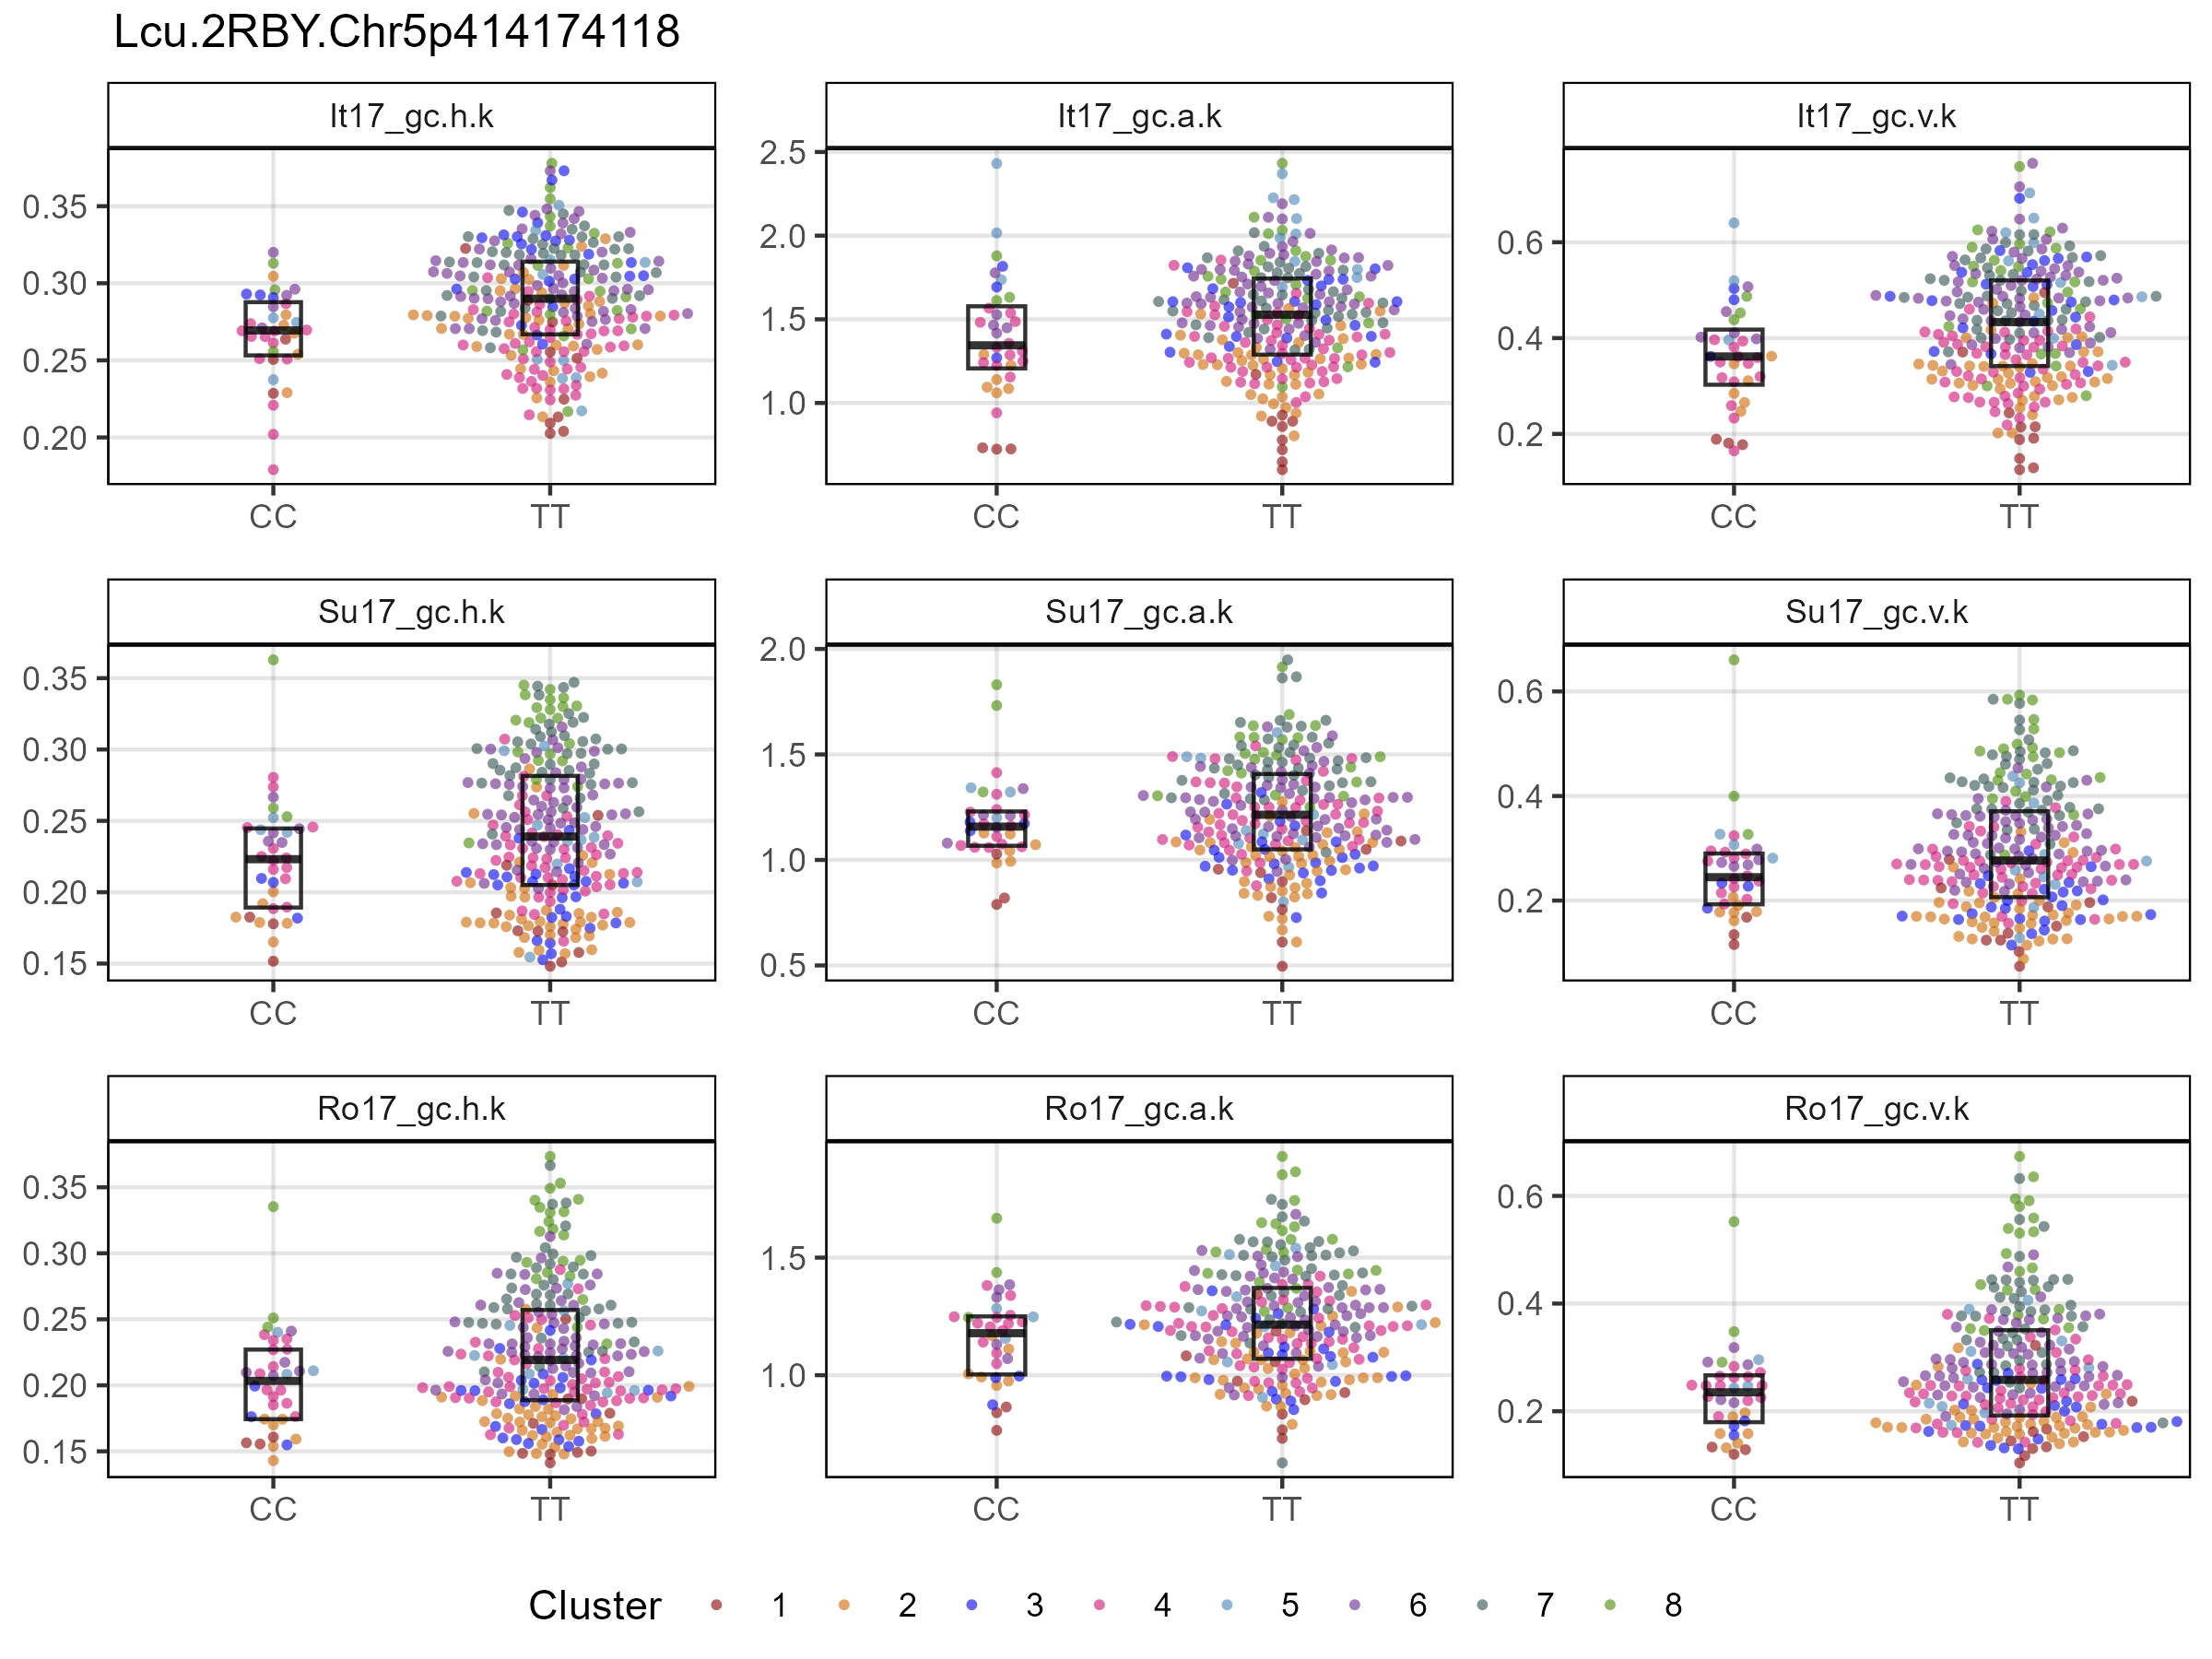 Lcu.2RBY.Chr5p414174118
It17_gc.h.k
It17_gc.a.k
It17_gc.v.k
0.35
0.30
0.25
0.20
CC TT
2.5
2.0
1.5
1.0
CC TT
0.6
0.4
0.2
CC TT
Su17_gc.h.k
Su17_gc.a.k
Su17_gc.v.k
0.35
0.30
0.25
0.20
0.15
CC TT
2.0
1.5
1.0
0.5
CC TT
0.6
0.4
0.2
CC TT
Ro17_gc.h.k
Ro17_gc.a.k
Ro17_gc.v.k
0.35
0.30
0.25
0.20
0.15
CC TT
1.5
1.0
CC TT
0.6
0.4
0.2
CC TT
Cluster 1 2 3 4 5 6 7 8